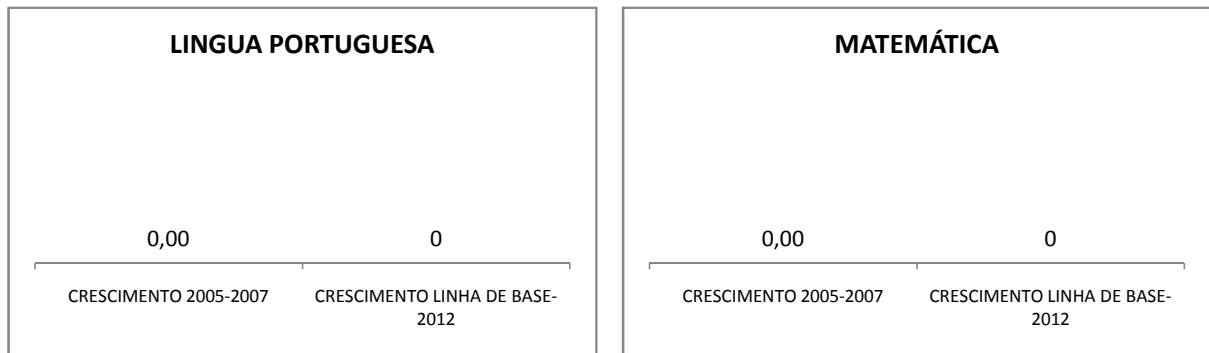 LINGUA PORTUGUESA
0,00
0
CRESCIMENTO 2005-2007
CRESCIMENTO LINHA DE BASE-
2012
MATEMÁTICA
0,00
0
CRESCIMENTO 2005-2007
CRESCIMENTO LINHA DE BASE-
2012